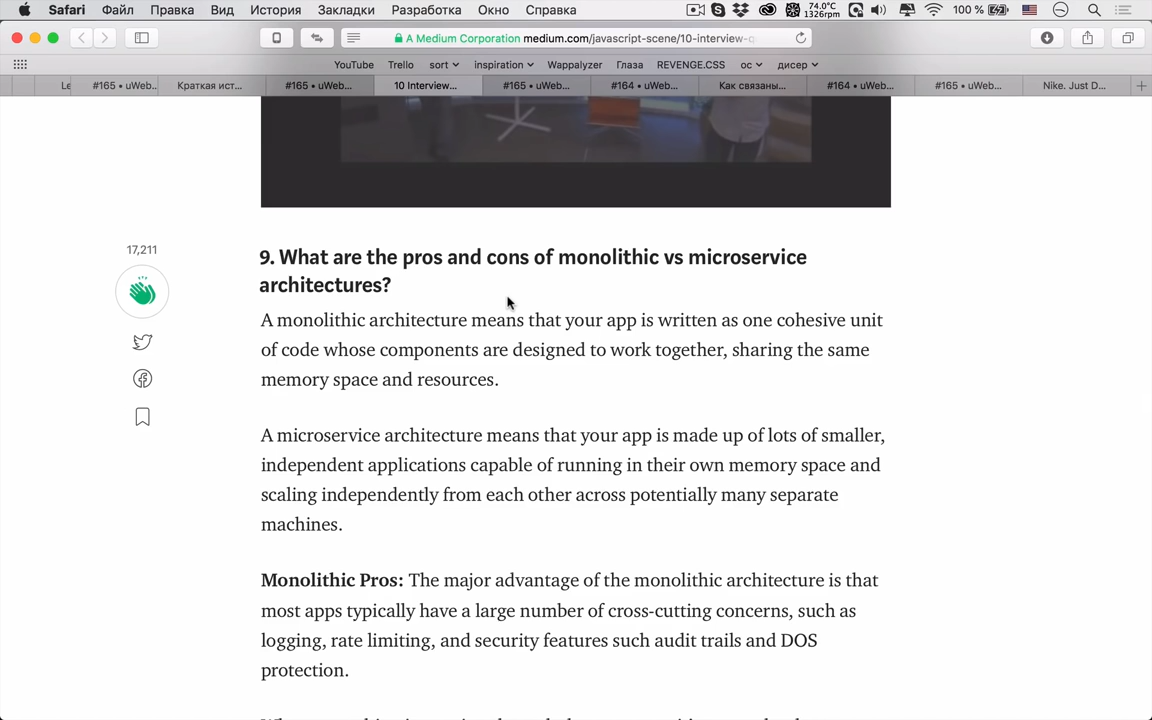 Safari Файл Правка Вид История Закладки Разработка Окно Справка 74.0°C 1326rpm 100 %
A Medium Corporation medium.com/javascript-scene/10-interview-q
YouTube Trello sort inspiration Wappalyzer Глаза REVENGE.CSS ос дисер
Le #165 • uWeb... Краткая ист... #165 • uWeb... 10 Interview... #165 • uWeb... #164 • uWeb... Как связаны... #164 • uWeb... #165 • uWeb... Nike. Just D...
17,211
9. What are the pros and cons of monolithic vs microservice
architectures?
A monolithic architecture means that your app is written as one cohesive unit
of code whose components are designed to work together, sharing the same
memory space and resources.
A microservice architecture means that your app is made up of lots of smaller,
independent applications capable of running in their own memory space and
scaling independently from each other across potentially many separate
machines.
Monolithic Pros: The major advantage of the monolithic architecture is that
most apps typically have a large number of cross-cutting concerns, such as
logging, rate limiting, and security features such audit trails and DOS
protection.